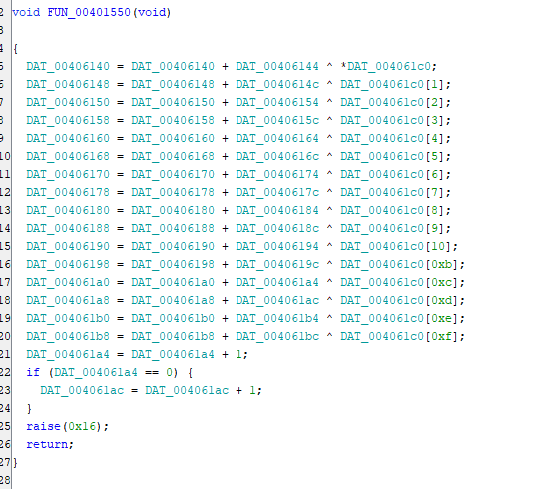 2 void FUN_00401550(void)
3
4 {
5 DAT_00406140 = DAT_00406140 + DAT_00406144 ^ *DAT_004061c0;
6 DAT_00406148 = DAT_00406148 + DAT_0040614c ^ DAT_004061c0[1];
7 DAT_00406150 = DAT_00406150 + DAT_00406154 ^ DAT_004061c0[2];
8 DAT_00406158 = DAT_00406158 + DAT_0040615c ^ DAT_004061c0[3];
9 DAT_00406160 = DAT_00406160 + DAT_00406164 ^ DAT_004061c0[4];
10 DAT_00406168 = DAT_00406168 + DAT_0040616c ^ DAT_004061c0[5];
11 DAT_00406170 = DAT_00406170 + DAT_00406174 ^ DAT_004061c0[6];
12 DAT_00406178 = DAT_00406178 + DAT_0040617c ^ DAT_004061c0[7];
13 DAT_00406180 = DAT_00406180 + DAT_00406184 ^ DAT_004061c0[8];
14 DAT_00406188 = DAT_00406188 + DAT_0040618c ^ DAT_004061c0[9];
15 DAT_00406190 = DAT_00406190 + DAT_00406194 ^ DAT_004061c0[10];
16 DAT_00406198 = DAT_00406198 + DAT_0040619c ^ DAT_004061c0[0xb];
17 DAT_004061a0 = DAT_004061a0 + DAT_004061a4 ^ DAT_004061c0[0xc];
18 DAT_004061a8 = DAT_004061a8 + DAT_004061ac ^ DAT_004061c0[0xd];
19 DAT_004061b0 = DAT_004061b0 + DAT_004061b4 ^ DAT_004061c0[0xe];
20 DAT_004061b8 = DAT_004061b8 + DAT_004061bc ^ DAT_004061c0[0xf];
21 DAT_004061a4 = DAT_004061a4 + 1;
22 if (DAT_004061a4 == 0) {
23 DAT_004061ac = DAT_004061ac + 1;
24 }
25 raise(0x16);
26 return;
27 }
28